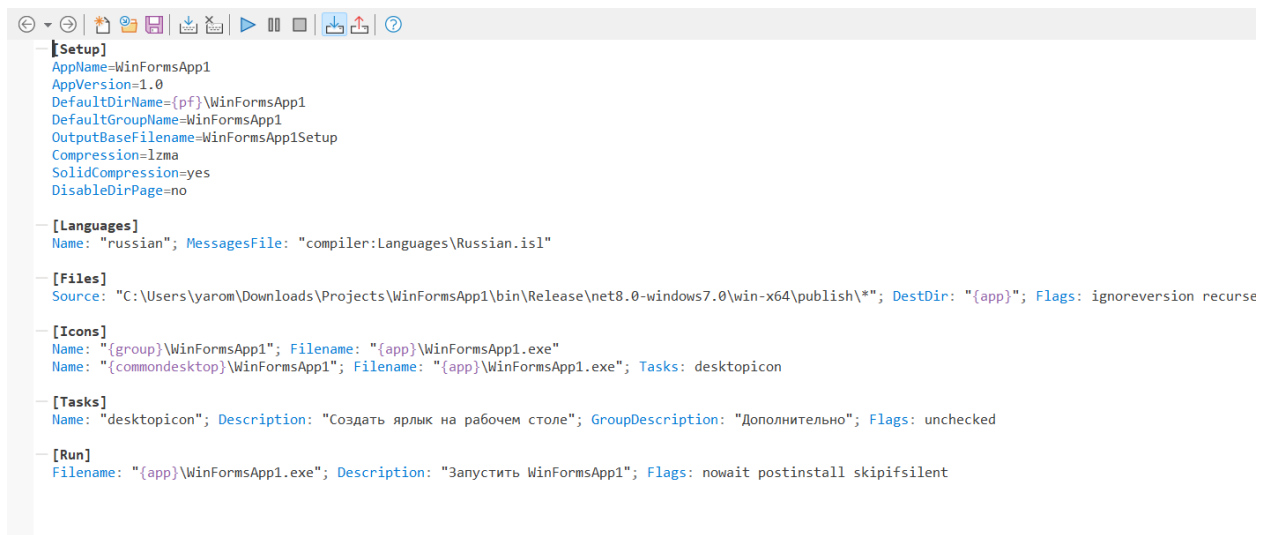 [Setup]
AppName=WinFormsApp1
AppVersion=1.0
DefaultDirName={pf}\WinFormsApp1
DefaultGroupName=WinFormsApp1
OutputBaseFilename=WinFormsApp1Setup
Compression=lzma
SolidCompression=yes
DisableDirPage=no
[Languages]
Name: "russian"; MessagesFile: "compiler:Languages\Russian.isl"
[Files]
Source: "C:\Users\yarom\Downloads\Projects\WinFormsApp1\bin\Release\net8.0-windows7.0\win-x64\publish\*"; DestDir: "{app}"; Flags: ignoreversion recurse
[Icons]
Name: "{group}\WinFormsApp1"; Filename: "{app}\WinFormsApp1.exe"
Name: "{commondesktop}\WinFormsApp1"; Filename: "{app}\WinFormsApp1.exe"; Tasks: desktopicon
[Tasks]
Name: "desktopicon"; Description: "Создать ярлык на рабочем столе"; GroupDescription: "Дополнительно"; Flags: unchecked
[Run]
Filename: "{app}\WinFormsApp1.exe"; Description: "Запустить WinFormsApp1"; Flags: nowait postinstall skipifsilent